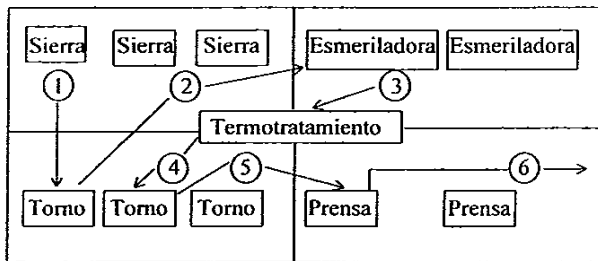 Sierra Sierra Sierra Esmeriladora Esmeriladora
1 2 3
Termotratamiento
4 5 6
Torno Torno Torno Prensa Prensa